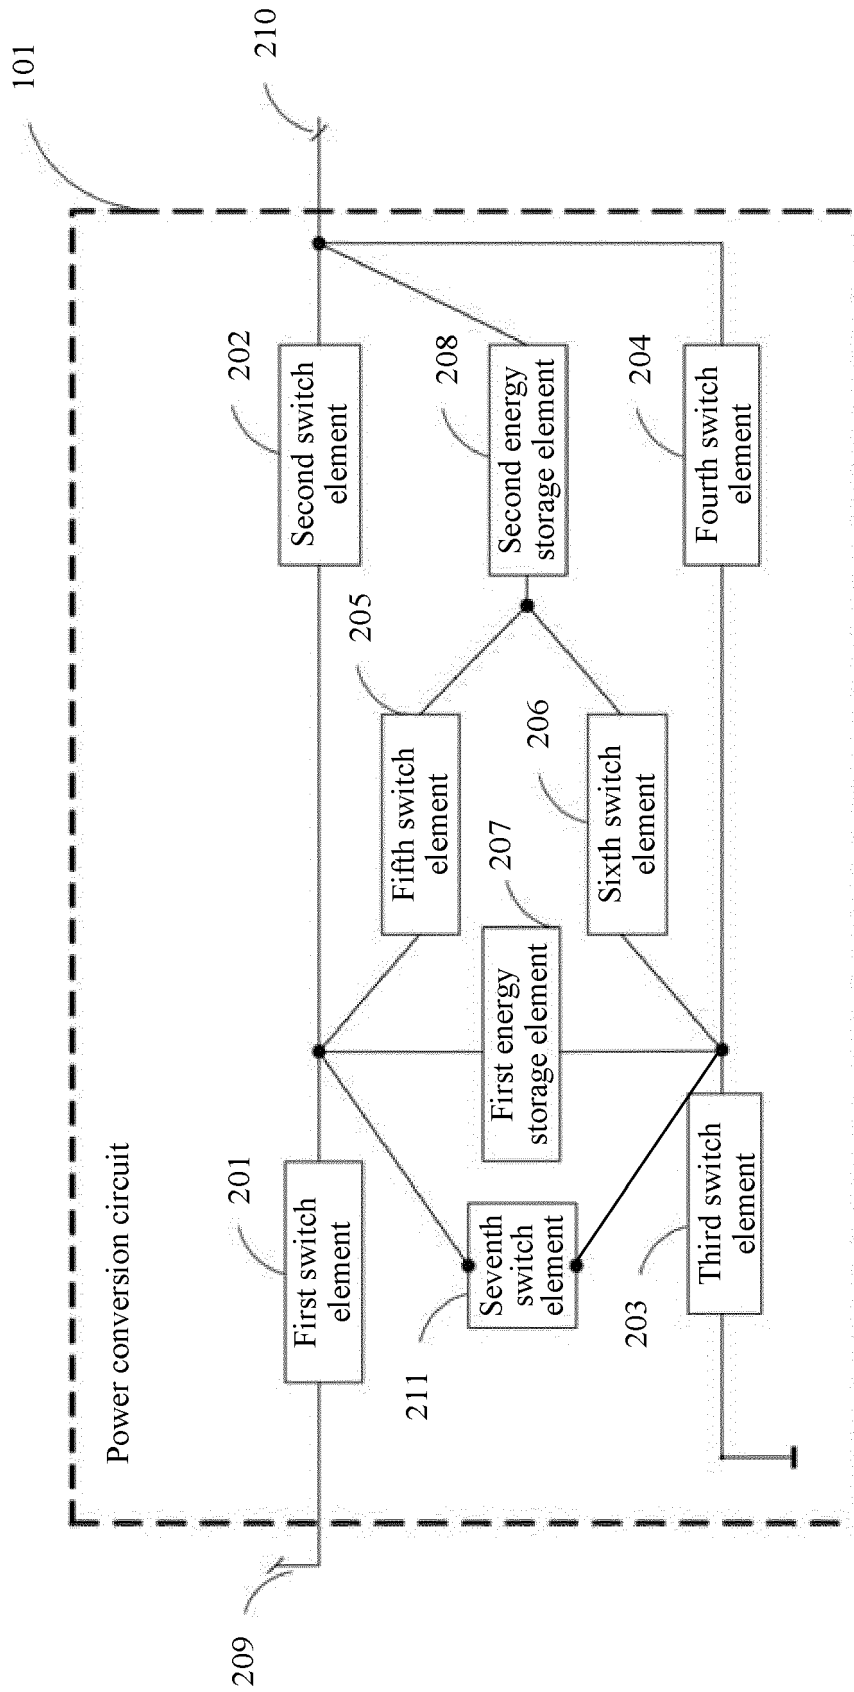 101
210
Power conversion circuit
209
201
First switch
element
202
Second switch
element
205
Fifth switch
element
211
Seventh
switch
element
207
First energy
storage element
208
Second energy
storage element
206
Sixth switch
element
203
Third switch
element
204
Fourth switch
element